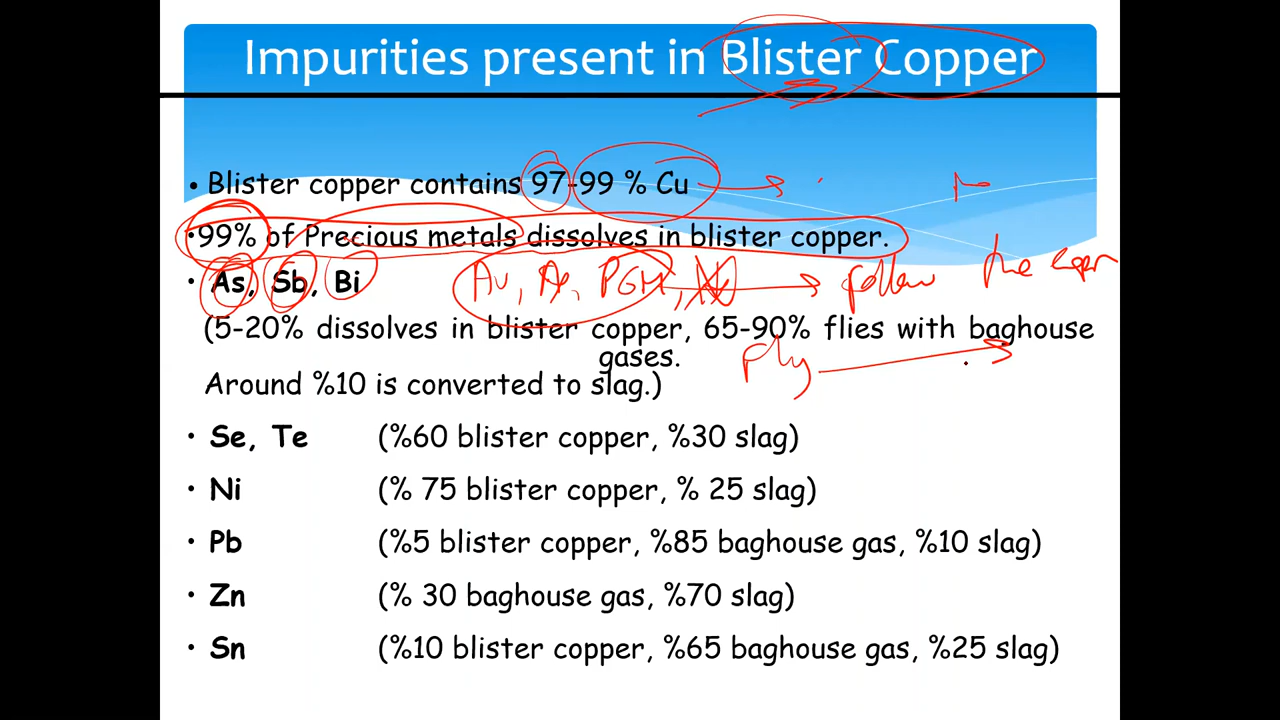 Impurities present in Blister Copper
• Blister copper contains 97-99 % Cu
•99% of Precious metals dissolves in blister copper.
• As, Sb, Bi
Au, Ag, PGM, → follow the copper
(5-20% dissolves in blister copper, 65-90% flies with baghouse
gases.
Around %10 is converted to slag.)
• Se, Te (%60 blister copper, %30 slag)
• Ni (% 75 blister copper, % 25 slag)
• Pb (%5 blister copper, %85 baghouse gas, %10 slag)
• Zn (% 30 baghouse gas, %70 slag)
• Sn (%10 blister copper, %65 baghouse gas, %25 slag)